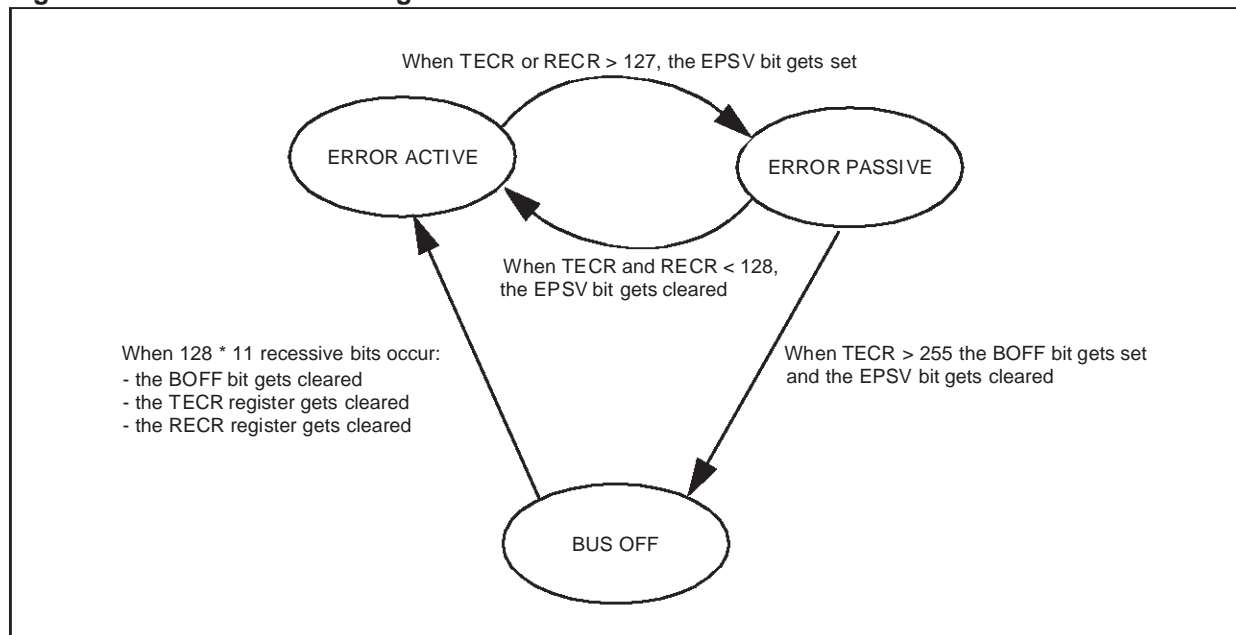 When TECR or RECR > 127, the EPSV bit gets set
ERROR ACTIVE
ERROR PASSIVE
When TECR and RECR < 128,
the EPSV bit gets cleared
When 128 * 11 recessive bits occur:
- the BOFF bit gets cleared
- the TECR register gets cleared
- the RECR register gets cleared
When TECR > 255 the BOFF bit gets set
and the EPSV bit gets cleared
BUS OFF